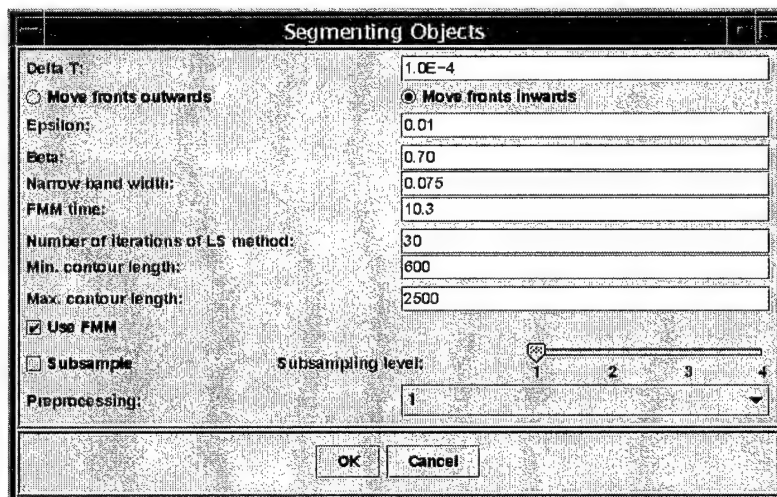 Segmenting Objects
Delta T: 1.0E-4
Move fronts outwards Move fronts inwards
Epsilon: 0.01
Beta: 0.70
Narrow band width: 0.075
FMM time: 10.3
Number of iterations of LS method: 30
Min. contour length: 600
Max. contour length: 2500
Use FMM
Subsample Subsampling level:
1 2 3 4
Preprocessing: 1
OK Cancel